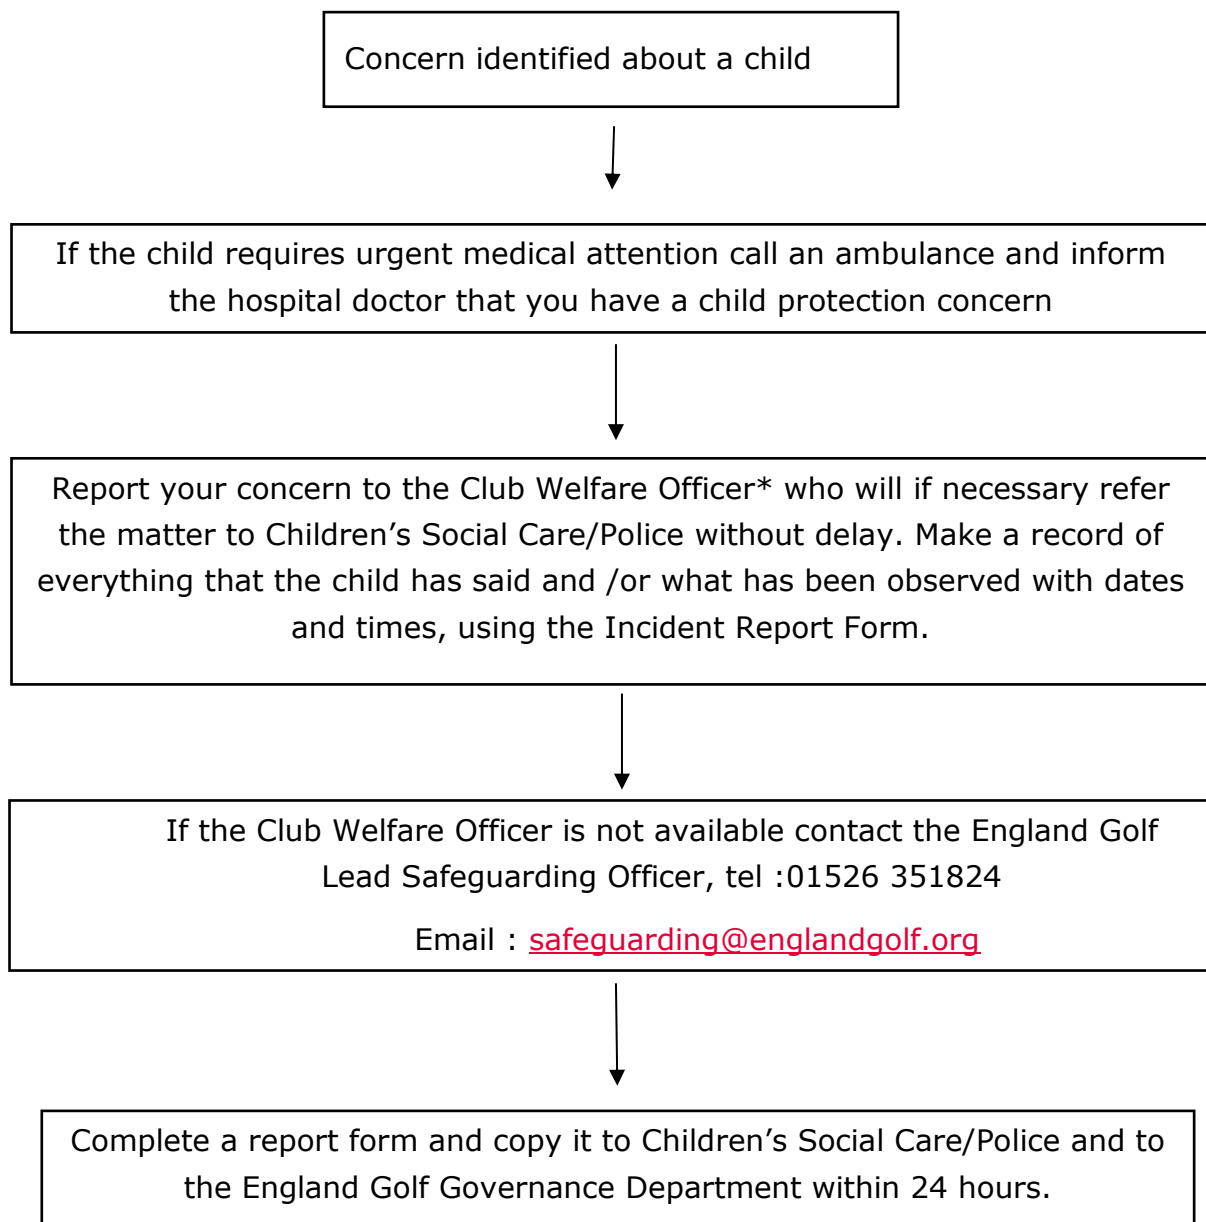 Concern identified about a child
If the child requires urgent medical attention call an ambulance and inform
the hospital doctor that you have a child protection concern
Report your concern to the Club Welfare Officer* who will if necessary refer
the matter to Children’s Social Care/Police without delay. Make a record of
everything that the child has said and /or what has been observed with dates
and times, using the Incident Report Form.
If the Club Welfare Officer is not available contact the England Golf
Lead Safeguarding Officer, tel :01526 351824
Email : safeguarding@englandgolf.org
Complete a report form and copy it to Children’s Social Care/Police and to
the England Golf Governance Department within 24 hours.